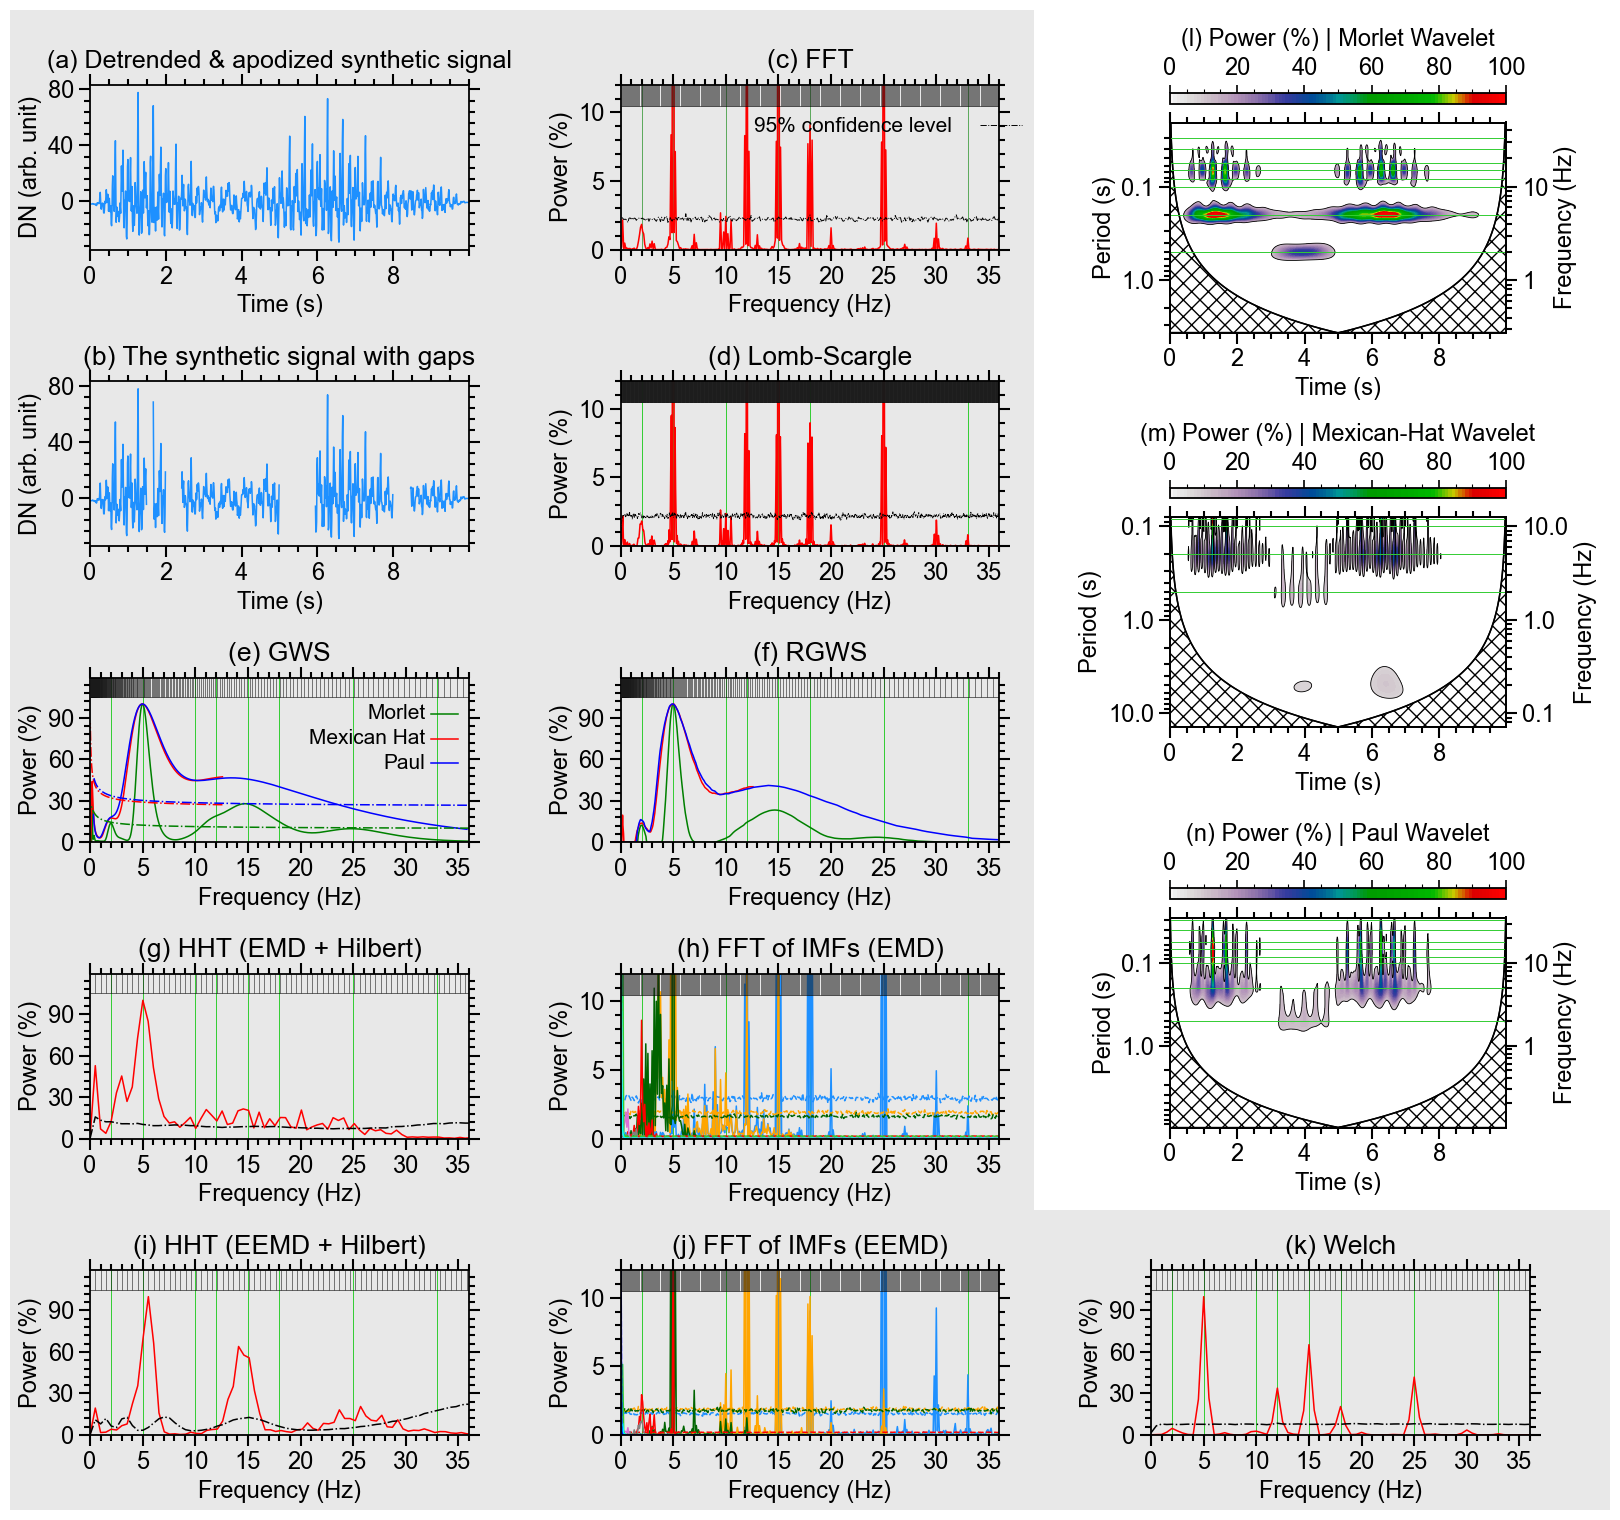 (a) Detrended & apodized synthetic signal
DN (arb. unit)
80
40
0
0 2 4 6 8
Time (s)
(c) FFT
Power (%)
10
5
0
95% confidence level
0 5 10 15 20 25 30 35
Frequency (Hz)
(l) Power (%) | Morlet Wavelet
0 20 40 60 80 100
Period (s)
0.1
1.0
10
1
Frequency (Hz)
0 2 4 6 8
Time (s)
(b) The synthetic signal with gaps
DN (arb. unit)
80
40
0
0 2 4 6 8
Time (s)
(d) Lomb-Scargle
Power (%)
10
5
0
0 5 10 15 20 25 30 35
Frequency (Hz)
(m) Power (%) | Mexican-Hat Wavelet
0 20 40 60 80 100
Period (s)
0.1
1.0
10.0
10.0
1.0
0.1
Frequency (Hz)
0 2 4 6 8
Time (s)
(e) GWS
Power (%)
90
60
30
0
Morlet
Mexican Hat
Paul
0 5 10 15 20 25 30 35
Frequency (Hz)
(f) RGWS
Power (%)
90
60
30
0
0 5 10 15 20 25 30 35
Frequency (Hz)
(n) Power (%) | Paul Wavelet
0 20 40 60 80 100
Period (s)
0.1
1.0
10
1
Frequency (Hz)
0 2 4 6 8
Time (s)
(g) HHT (EMD + Hilbert)
Power (%)
90
60
30
0
0 5 10 15 20 25 30 35
Frequency (Hz)
(h) FFT of IMFs (EMD)
Power (%)
10
5
0
0 5 10 15 20 25 30 35
Frequency (Hz)
(i) HHT (EEMD + Hilbert)
Power (%)
90
60
30
0
0 5 10 15 20 25 30 35
Frequency (Hz)
(j) FFT of IMFs (EEMD)
Power (%)
10
5
0
0 5 10 15 20 25 30 35
Frequency (Hz)
(k) Welch
Power (%)
90
60
30
0
0 5 10 15 20 25 30 35
Frequency (Hz)